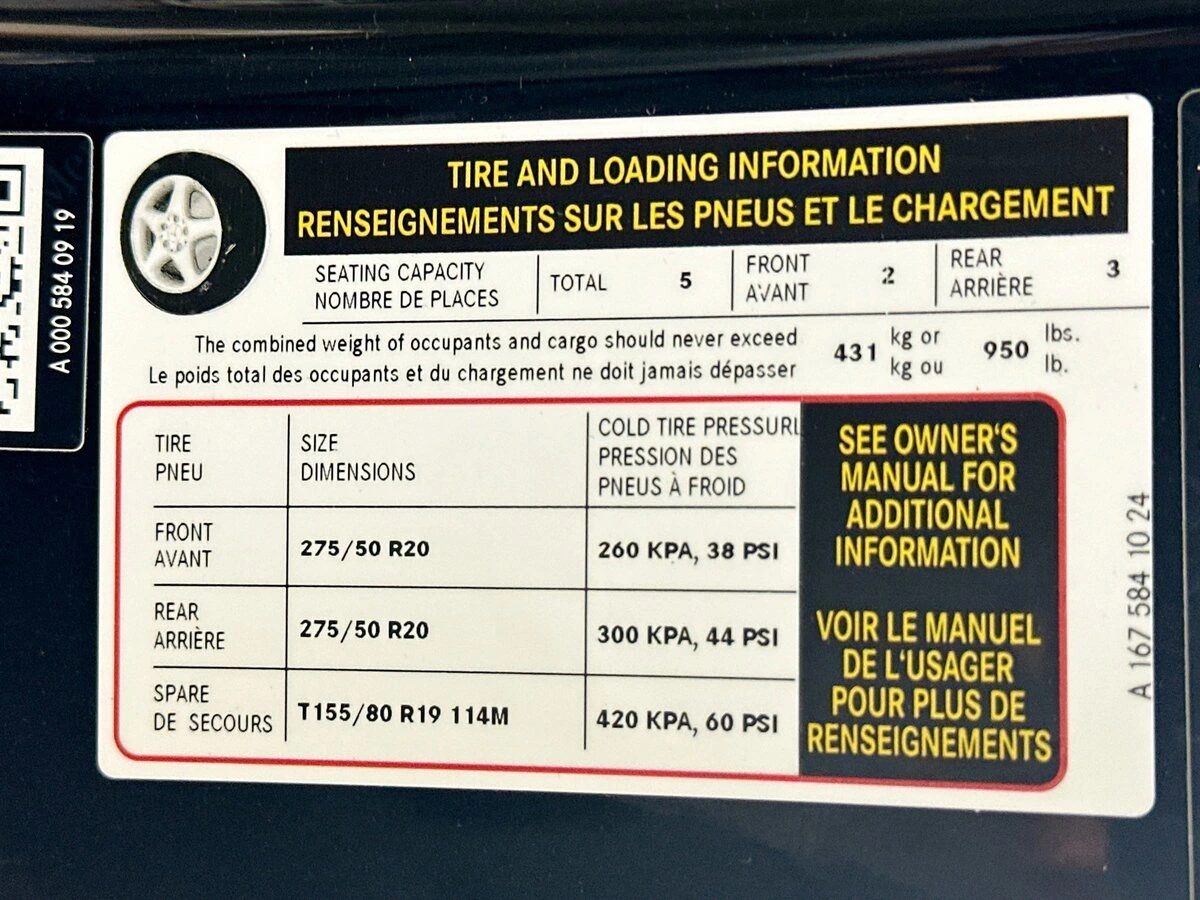 A 000 584 09 19
TIRE AND LOADING INFORMATION
RENSEIGNEMENTS SUR LES PNEUS ET LE CHARGEMENT
SEATING CAPACITY
NOMBRE DE PLACES
TOTAL 5
FRONT
AVANT
2
REAR
ARRIÈRE
3
The combined weight of occupants and cargo should never exceed
Le poids total des occupants et du chargement ne doit jamais dépasser
431
kg or
kg ou
950
lbs.
lb.
TIRE
PNEU
SIZE
DIMENSIONS
COLD TIRE PRESSURE
PRESSION DES
PNEUS À FROID
FRONT
AVANT
275/50 R20
260 KPA, 38 PSI
REAR
ARRIÈRE
275/50 R20
300 KPA, 44 PSI
SPARE
DE SECOURS
T155/80 R19 114M
420 KPA, 60 PSI
SEE OWNER‘S
MANUAL FOR
ADDITIONAL
INFORMATION
VOIR LE MANUEL
DE L‘USAGER
POUR PLUS DE
RENSEIGNEMENTS
A 167 584 10 24